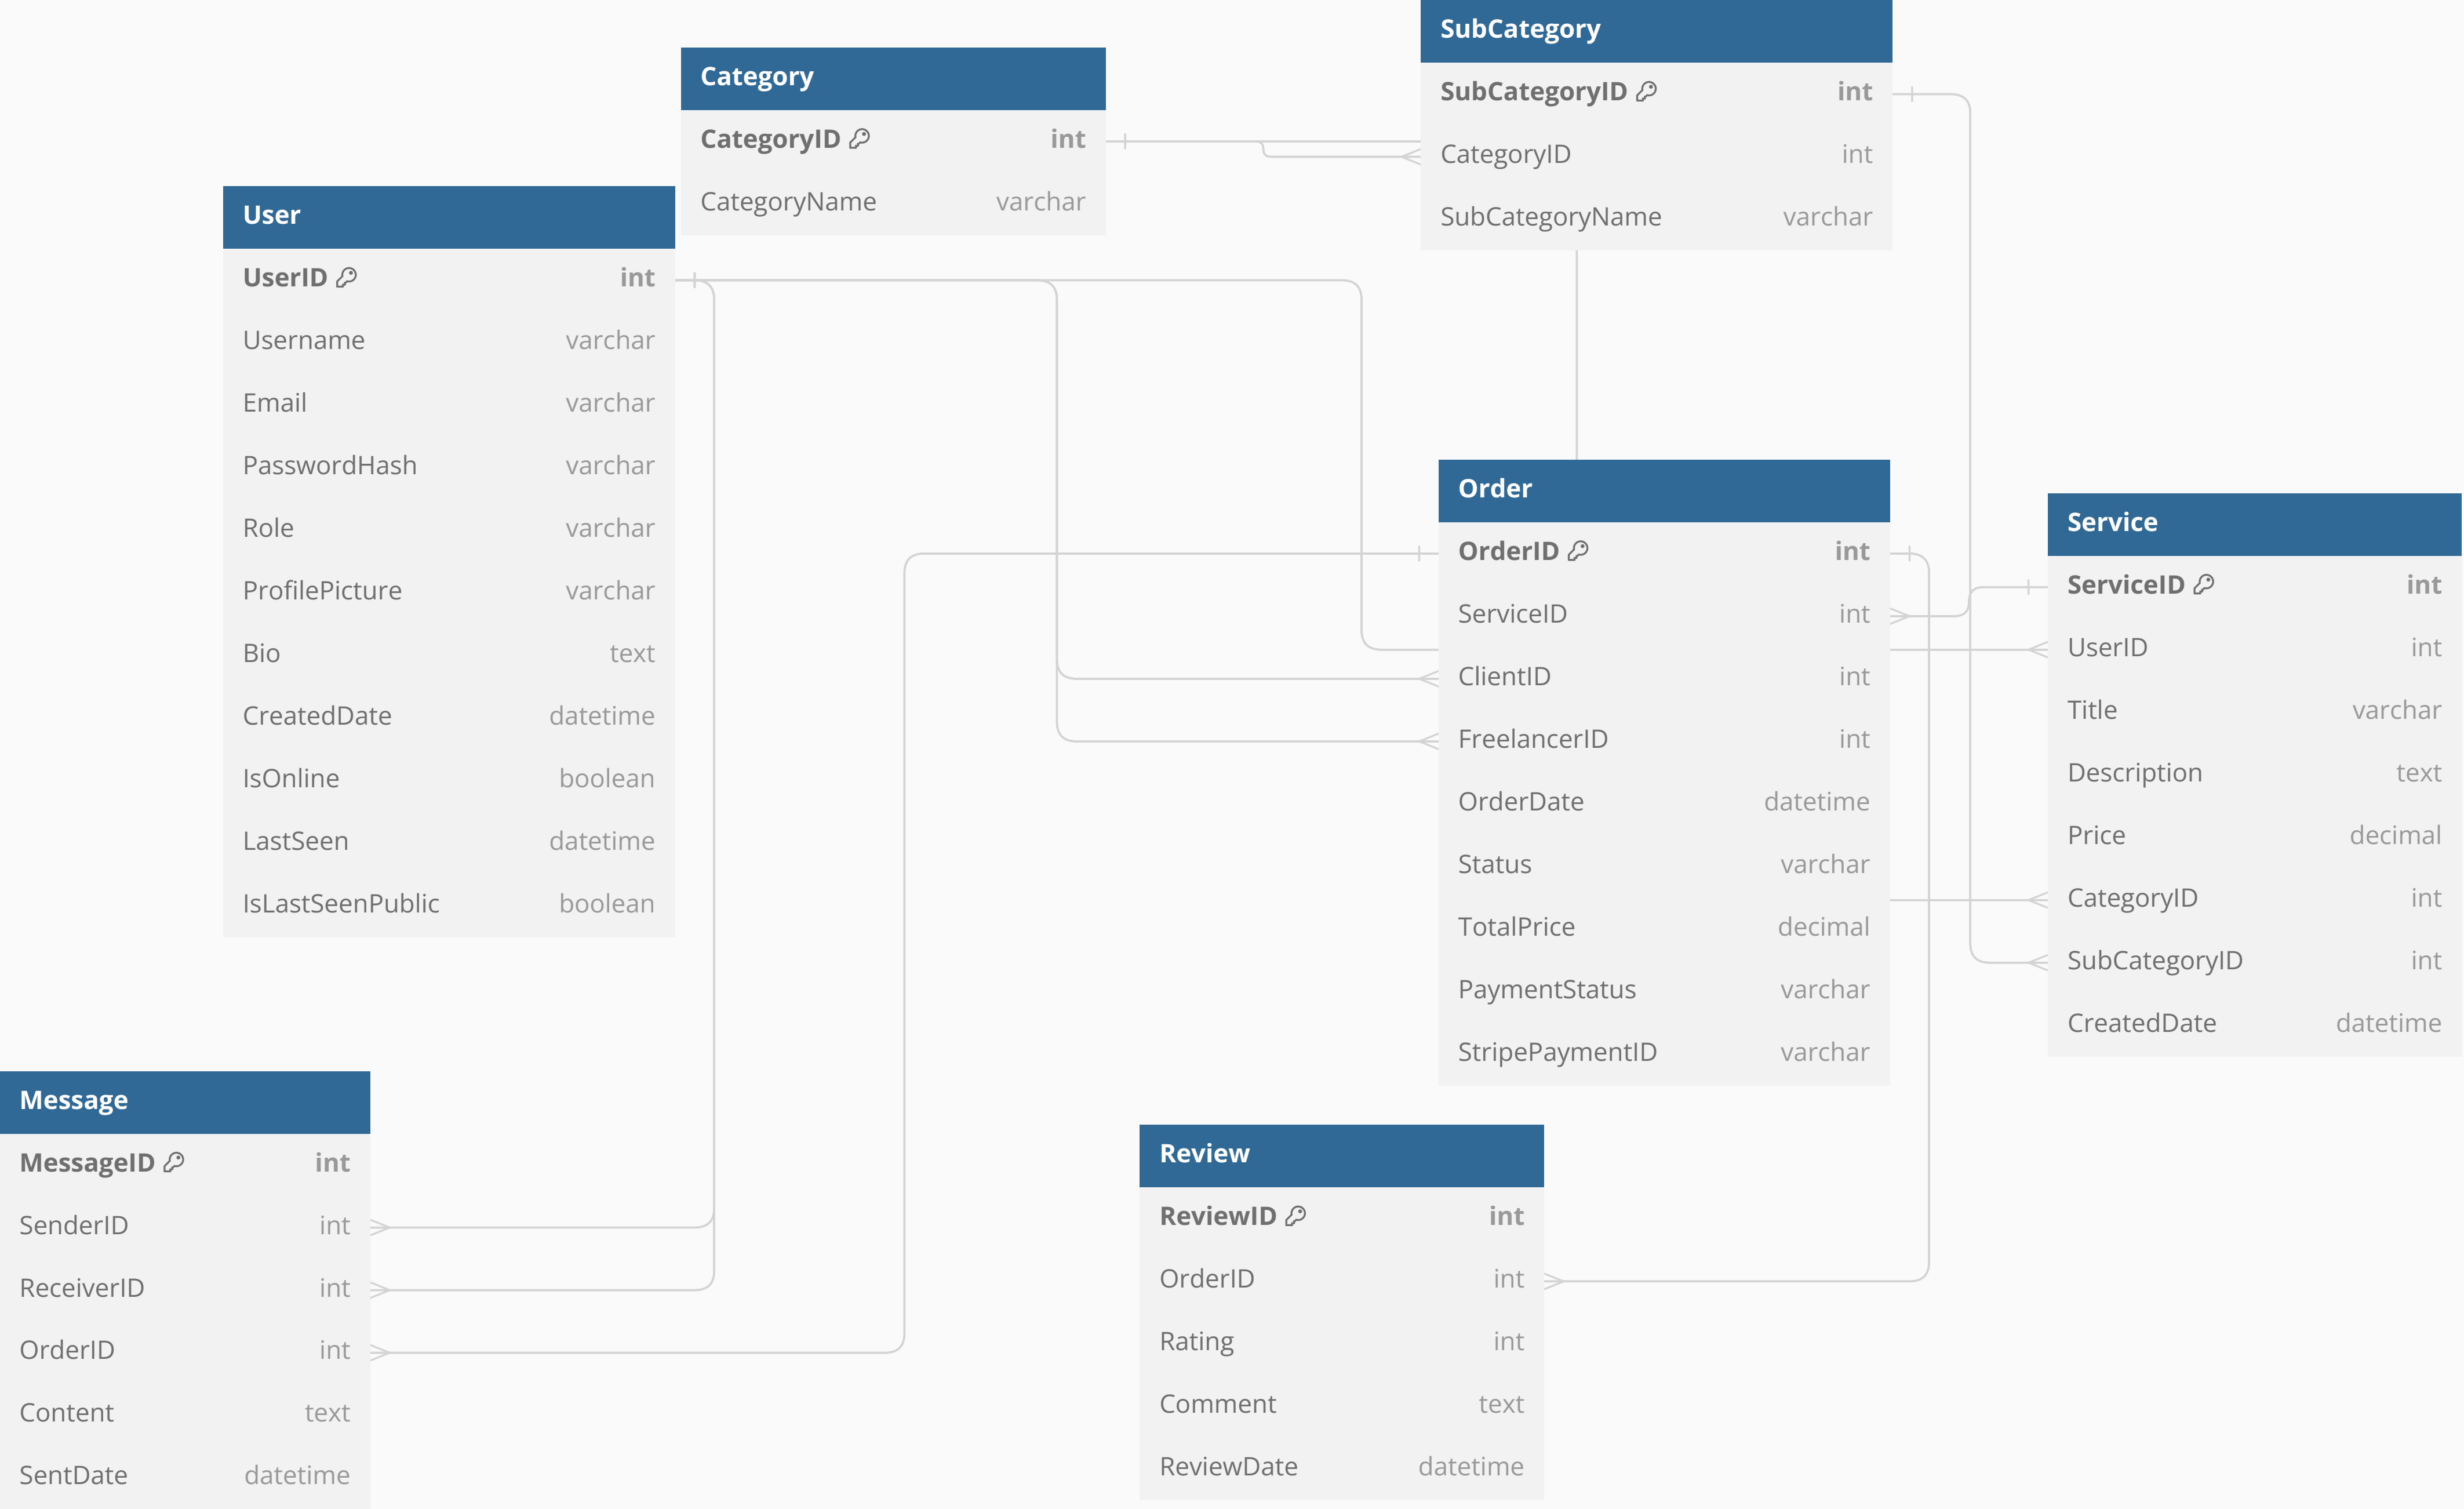 SubCategory
SubCategoryID int
CategoryID int
SubCategoryName varchar
Category
CategoryID int
CategoryName varchar
User
UserID int
Username varchar
Email varchar
PasswordHash varchar
Role varchar
ProfilePicture varchar
Bio text
CreatedDate datetime
IsOnline boolean
LastSeen datetime
IsLastSeenPublic boolean
Order
OrderID int
ServiceID int
ClientID int
FreelancerID int
OrderDate datetime
Status varchar
TotalPrice decimal
PaymentStatus varchar
StripePaymentID varchar
Service
ServiceID int
UserID int
Title varchar
Description text
Price decimal
CategoryID int
SubCategoryID int
CreatedDate datetime
Message
MessageID int
SenderID int
ReceiverID int
OrderID int
Content text
SentDate datetime
Review
ReviewID int
OrderID int
Rating int
Comment text
ReviewDate datetime